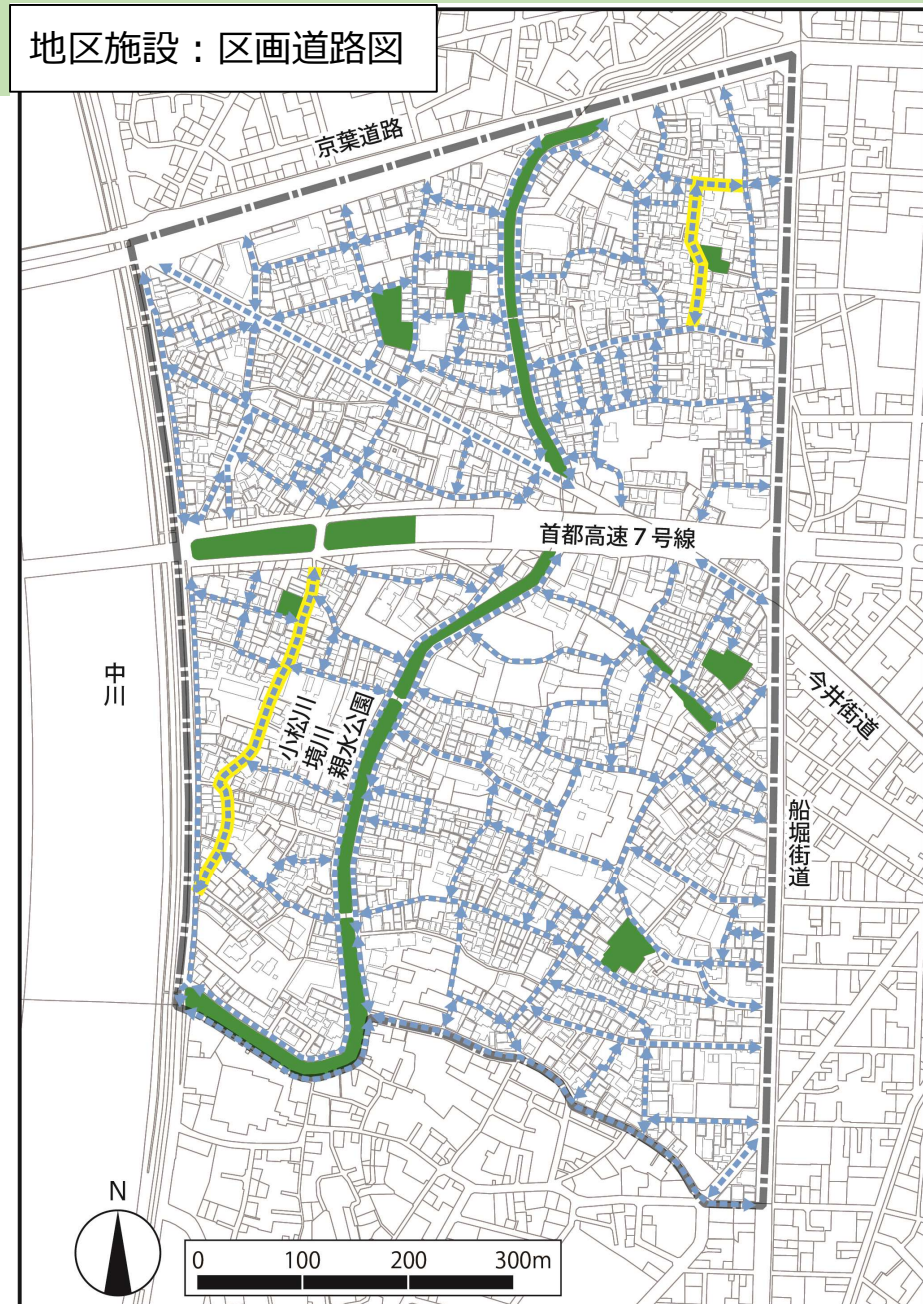 地区施設：区画道路図
京葉道路
首都高速７号線
中川
小松川
境川
親水公園
今井街道
船堀街道
N
0 100 200 300m